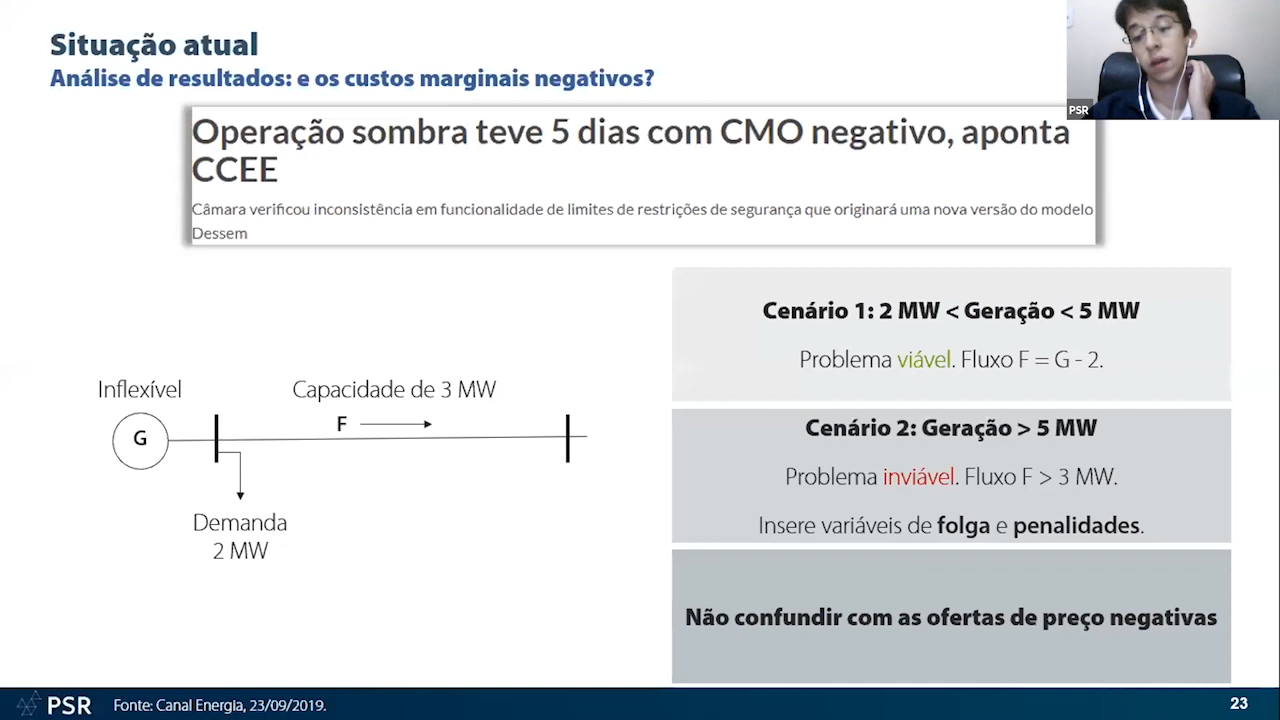 Situação atual
Análise de resultados: e os custos marginais negativos?
PSR
Operação sombra teve 5 dias com CMO negativo, aponta
CCEE
Câmara verificou inconsistência em funcionalidade de limites de restrições de segurança que originará uma nova versão do modelo
Dessem
Inflexível
Capacidade de 3 MW
G
F
Demanda
2 MW
Cenário 1: 2 MW < Geração < 5 MW
Problema viável. Fluxo F = G - 2.
Cenário 2: Geração > 5 MW
Problema inviável. Fluxo F > 3 MW.
Insere variáveis de folga e penalidades.
Não confundir com as ofertas de preço negativas
PSR
Fonte: Canal Energia, 23/09/2019.
23